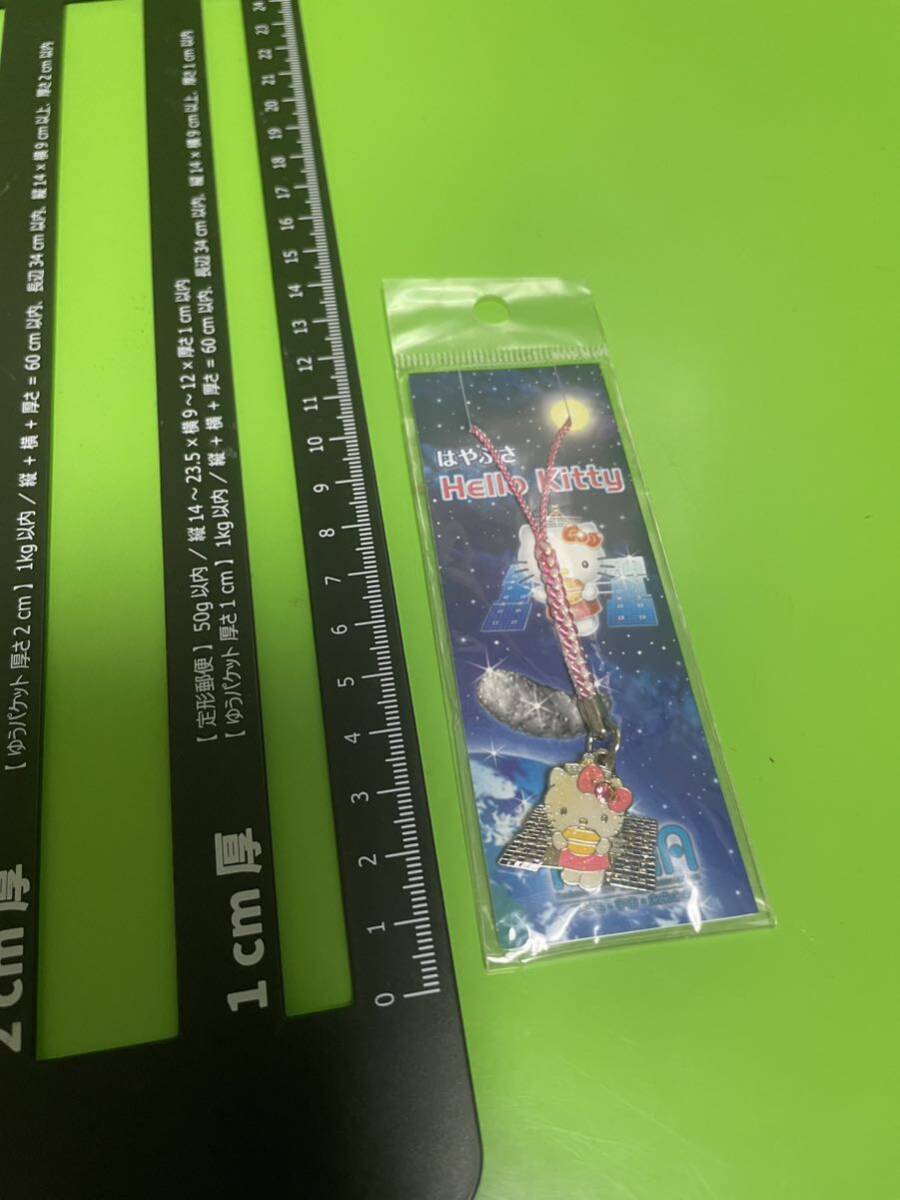 【 ゆうパケット 厚さ 2 cm 】 1kg 以内 / 縦 + 横 + 厚さ = 60 cm 以内、長辺 34 cm 以内、縦 14 x 横 9 cm 以上、厚さ 2 cm 以内
2 cm 厚
【 定形郵便 】 50g 以内 / 縦 14 ~ 23.5 x 横 9 ~ 12 x 厚さ 1 cm 以内
【 ゆうパケット 厚さ 1 cm 】 1kg 以内 / 縦 + 横 + 厚さ = 60 cm 以内、長辺 34 cm 以内、縦 14 x 横 9 cm 以上、厚さ 1 cm 以内
1 cm 厚
0 1 2 3 4 5 6 7 8 9 10 11 12 13 14 15 16 17 18 19 20 21 22 23 24
はやぶさ
Hello Kitty